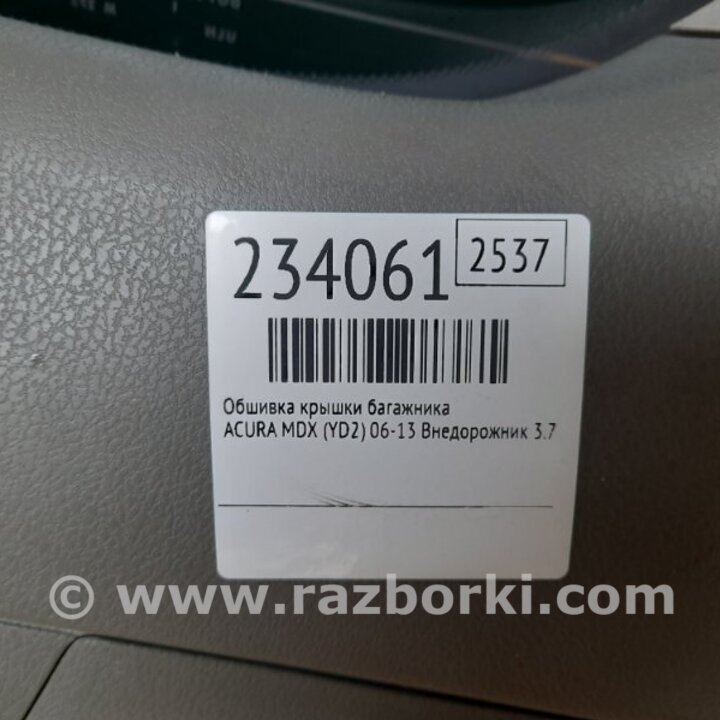 234061 2537
Обшивка крышки багажника
ACURA MDX (YD2) 06-13 Внедорожник 3.7
© www.razborki.com